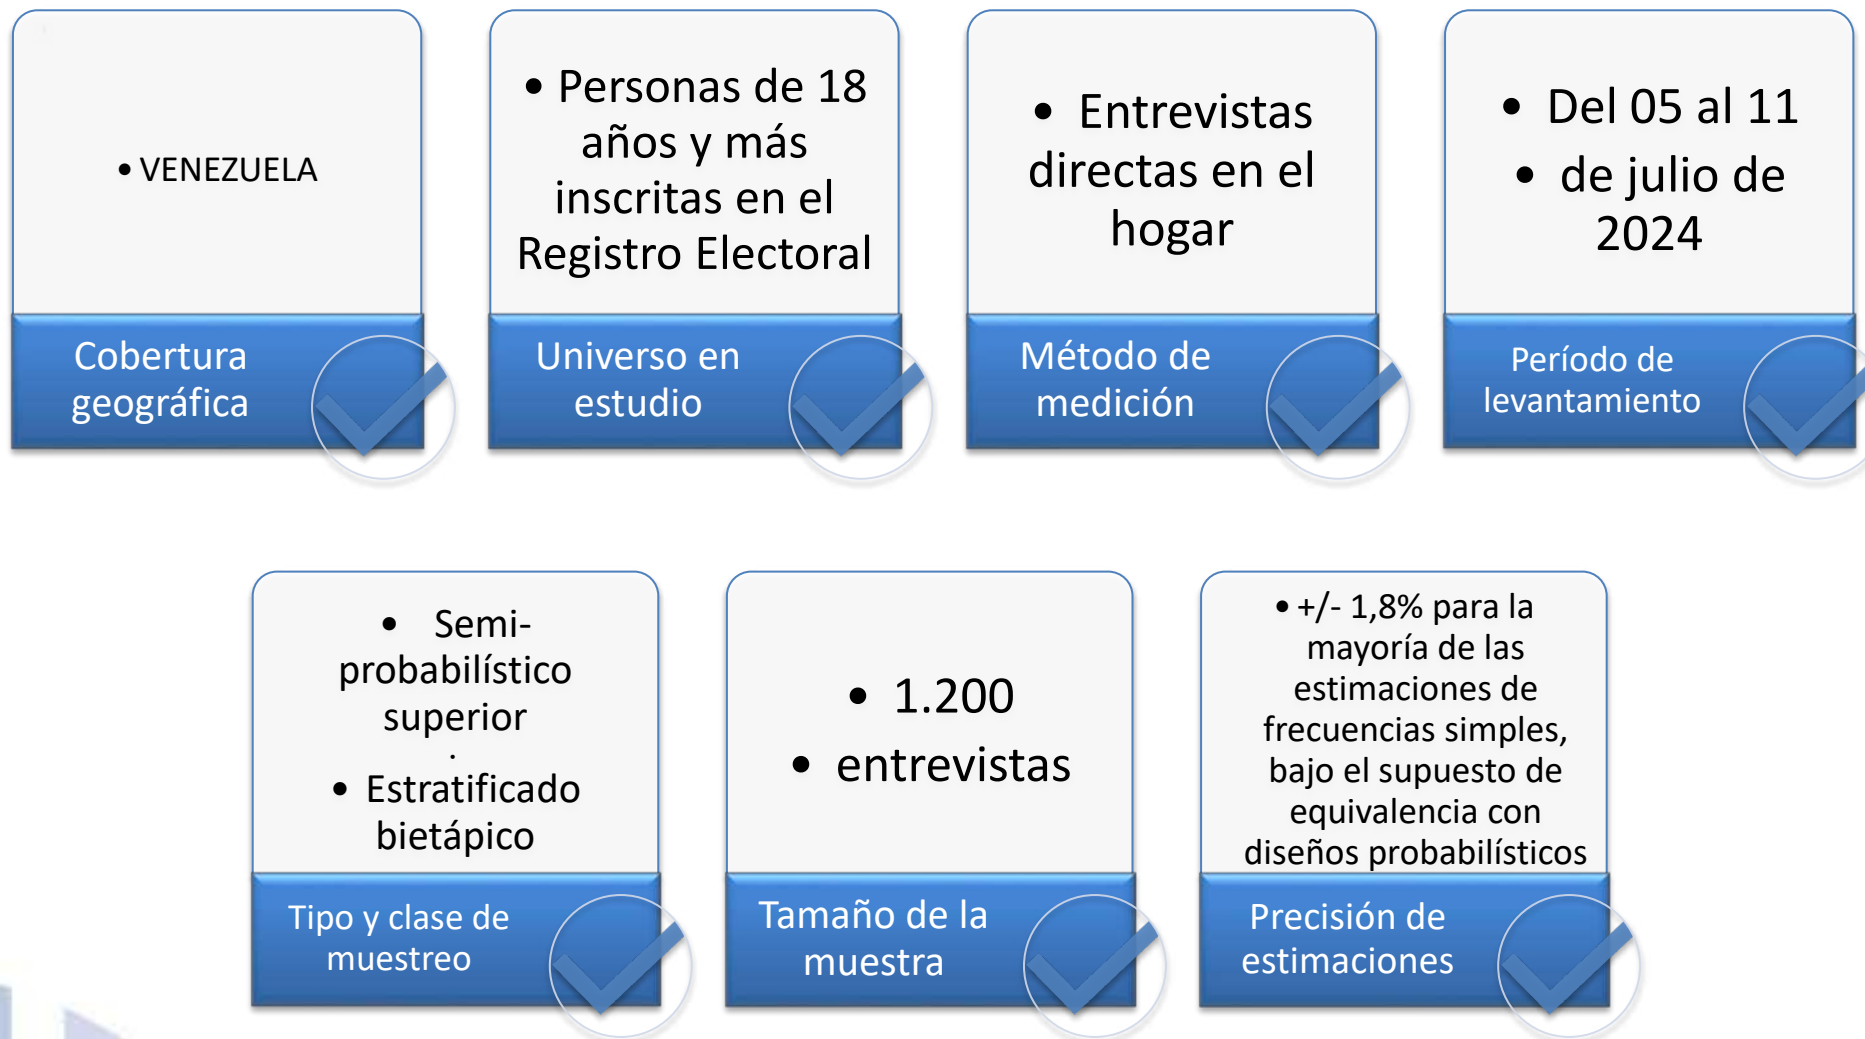 • VENEZUELA
Cobertura
geográfica
• Personas de 18
años y más
inscritas en el
Registro Electoral
Universo en
estudio
• Entrevistas
directas en el
hogar
Método de
medición
• Del 05 al 11
• de julio de
2024
Período de
levantamiento
• Semi-
probabilístico
superior
.
• Estratificado
bietápico
Tipo y clase de
muestreo
• 1.200
• entrevistas
Tamaño de la
muestra
• +/- 1,8% para la
mayoría de las
estimaciones de
frecuencias simples,
bajo el supuesto de
equivalencia con
diseños probabilísticos
Precisión de
estimaciones